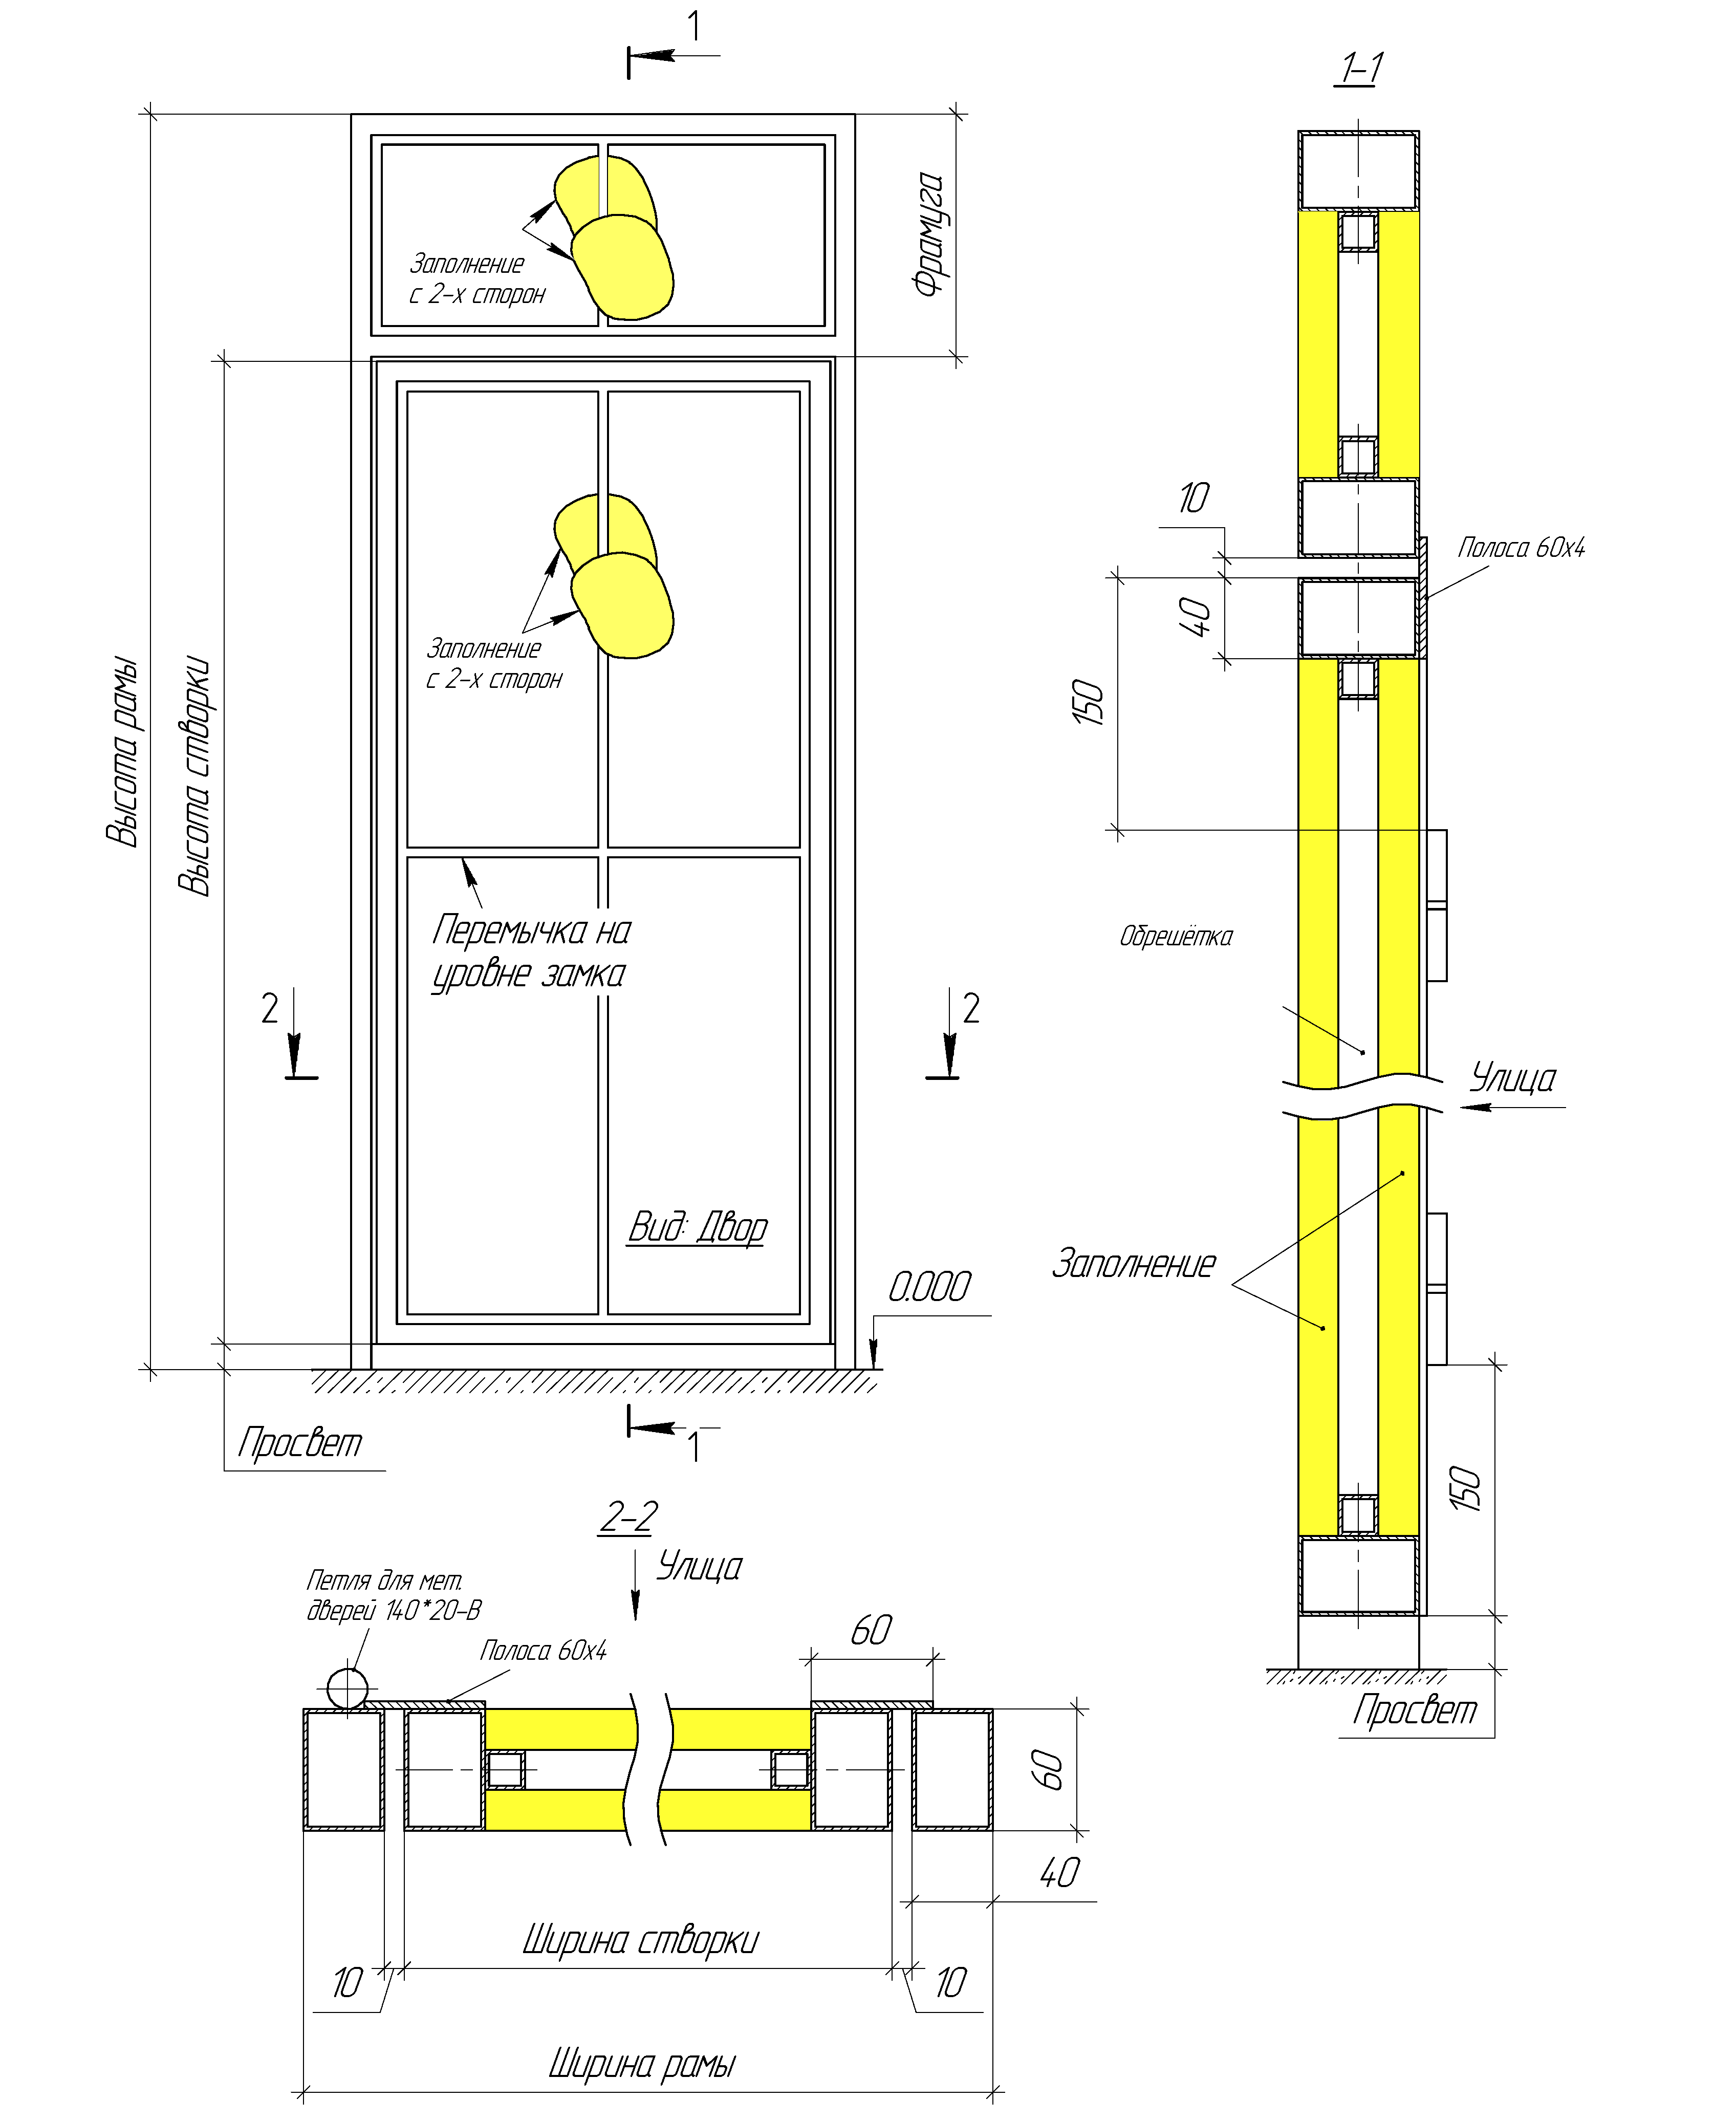 1
1-1
Фрамуга
Заполнение
с 2-х сторон
10
Полоса 60х4
40
Заполнение
с 2-х сторон
150
Высота рамы
Высота створки
Перемычка на
уровне замка
Обрешётка
2
2
Улица
Вид: Двор
Заполнение
0.000
1
Просвет
150
2-2
Улица
Петля для мет.
дверей 140*20-В
Полоса 60х4
60
Просвет
60
40
Ширина створки
10
10
Ширина рамы